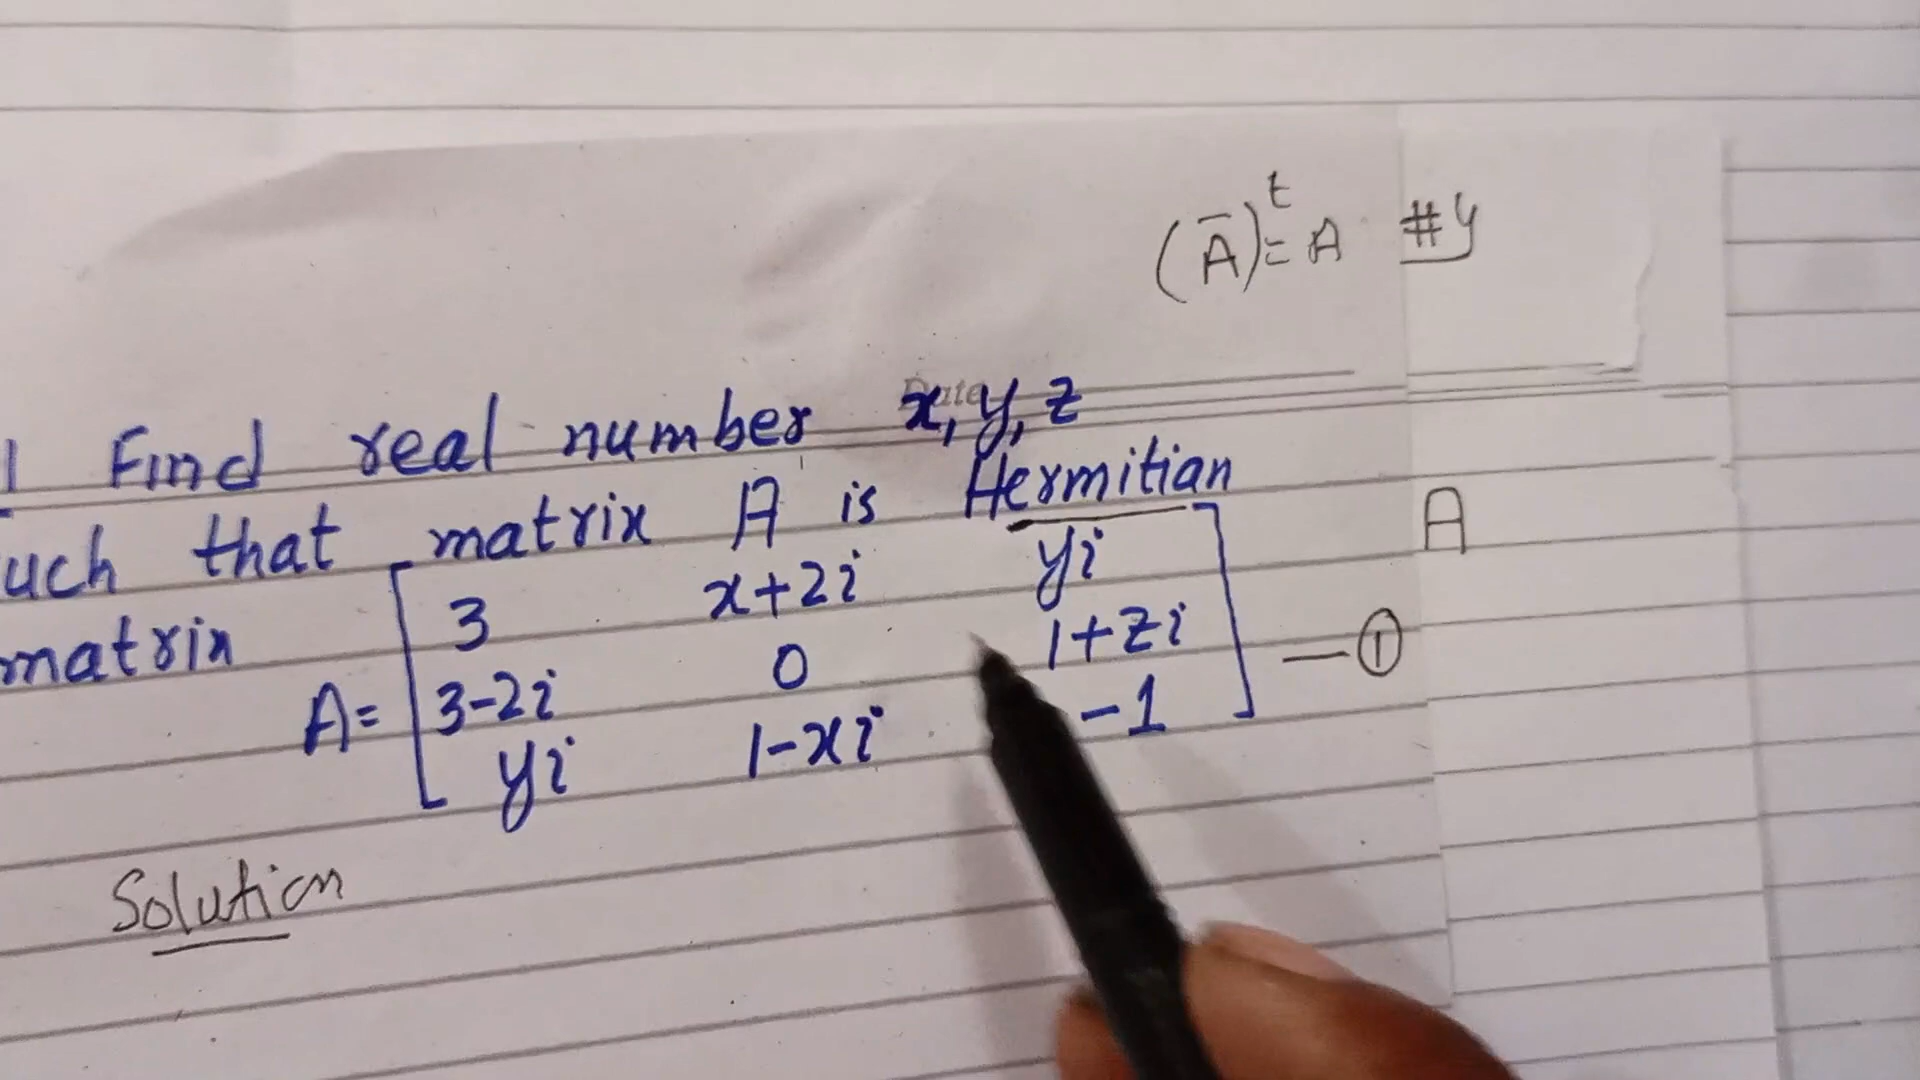 (Ā)ᵗ = A #y
1 Find real number x, y, z
uch that matrix A is Hermitian
matrix
A = [ 3 x+2i yi
3-2i 0 1+zi
yi 1-xi -1 ] — ①
A
Solution